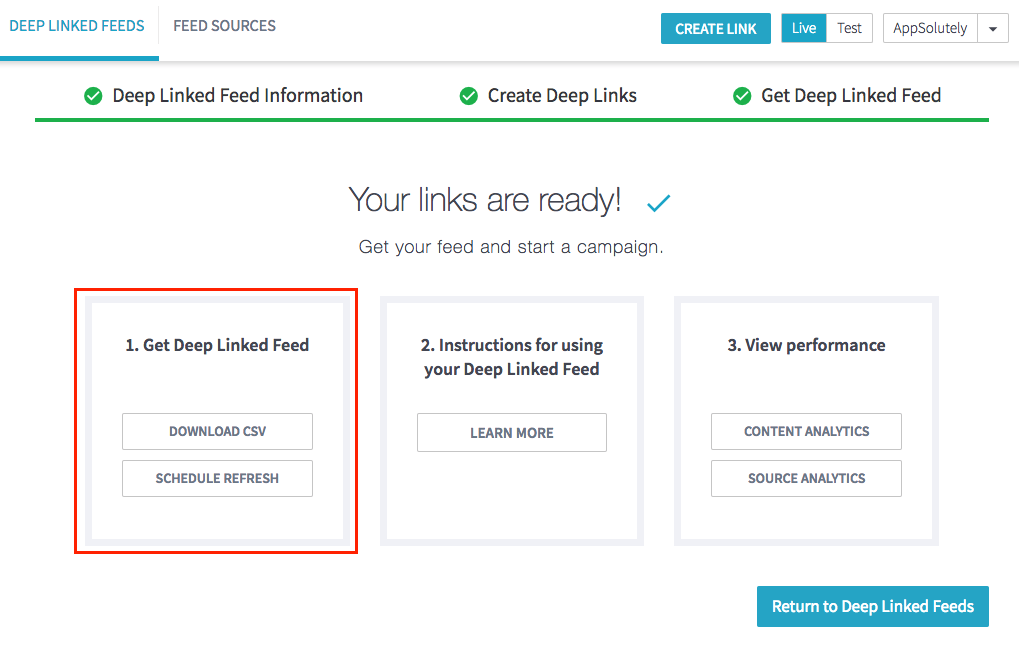 DEEP LINKED FEEDS
FEED SOURCES
CREATE LINK
Live
Test
AppSolutely
Deep Linked Feed Information
Create Deep Links
Get Deep Linked Feed
Your links are ready!
Get your feed and start a campaign.
1. Get Deep Linked Feed
DOWNLOAD CSV
SCHEDULE REFRESH
2. Instructions for using
your Deep Linked Feed
LEARN MORE
3. View performance
CONTENT ANALYTICS
SOURCE ANALYTICS
Return to Deep Linked Feeds